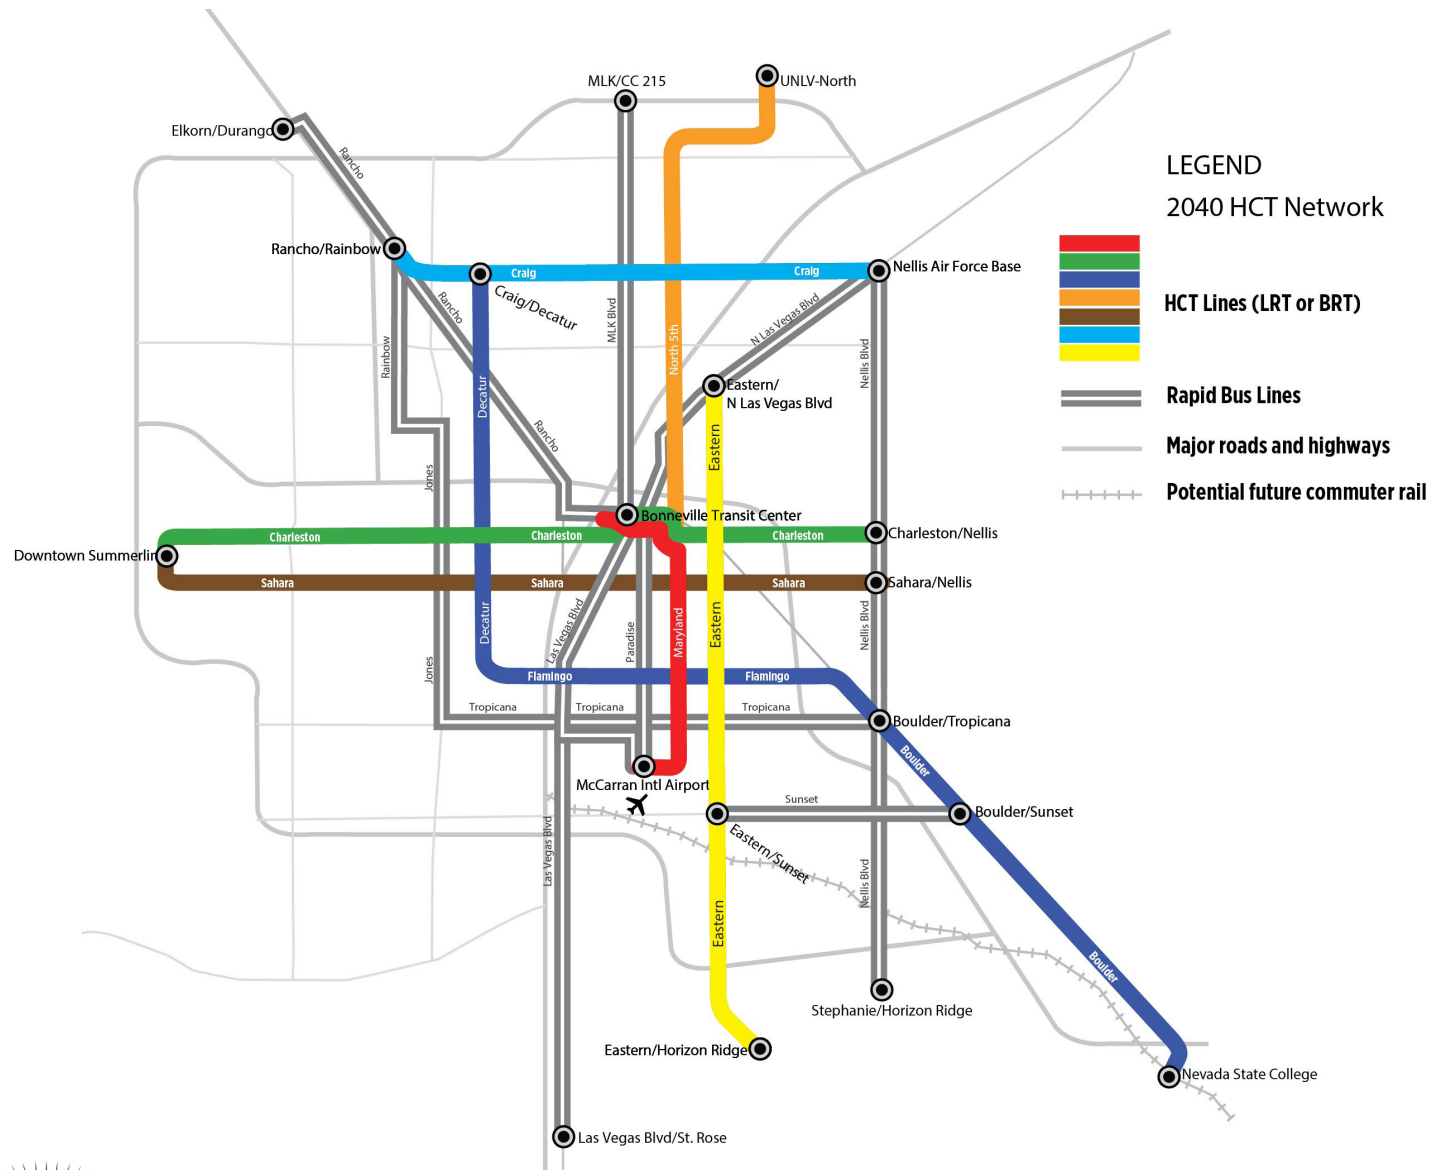 MLK/CC 215
UNLV-North
Elkorn/Durango
Rancho
LEGEND
2040 HCT Network
Rancho/Rainbow
Craig
Craig
Nellis Air Force Base
Craig/Decatur
HCT Lines (LRT or BRT)
Rancho
MLK Blvd
N Las Vegas Blvd
North 5th
Rainbow
Nellis Blvd
Decatur
Eastern/
N Las Vegas Blvd
Rapid Bus Lines
Rancho
Eastern
Major roads and highways
Jones
Potential future commuter rail
Bonneville Transit Center
Charleston
Charleston
Charleston
Charleston/Nellis
Downtown Summerlin
Sahara
Sahara
Sahara
Sahara/Nellis
Decatur
Las Vegas Blvd
Paradise
Maryland
Eastern
Nellis Blvd
Jones
Flamingo
Flamingo
Tropicana
Tropicana
Tropicana
Boulder/Tropicana
Boulder
McCarran Intl Airport
Sunset
Boulder/Sunset
Eastern/Sunset
Las Vegas Blvd
Nellis Blvd
Eastern
Boulder
Stephanie/Horizon Ridge
Eastern/Horizon Ridge
Nevada State College
Las Vegas Blvd/St. Rose